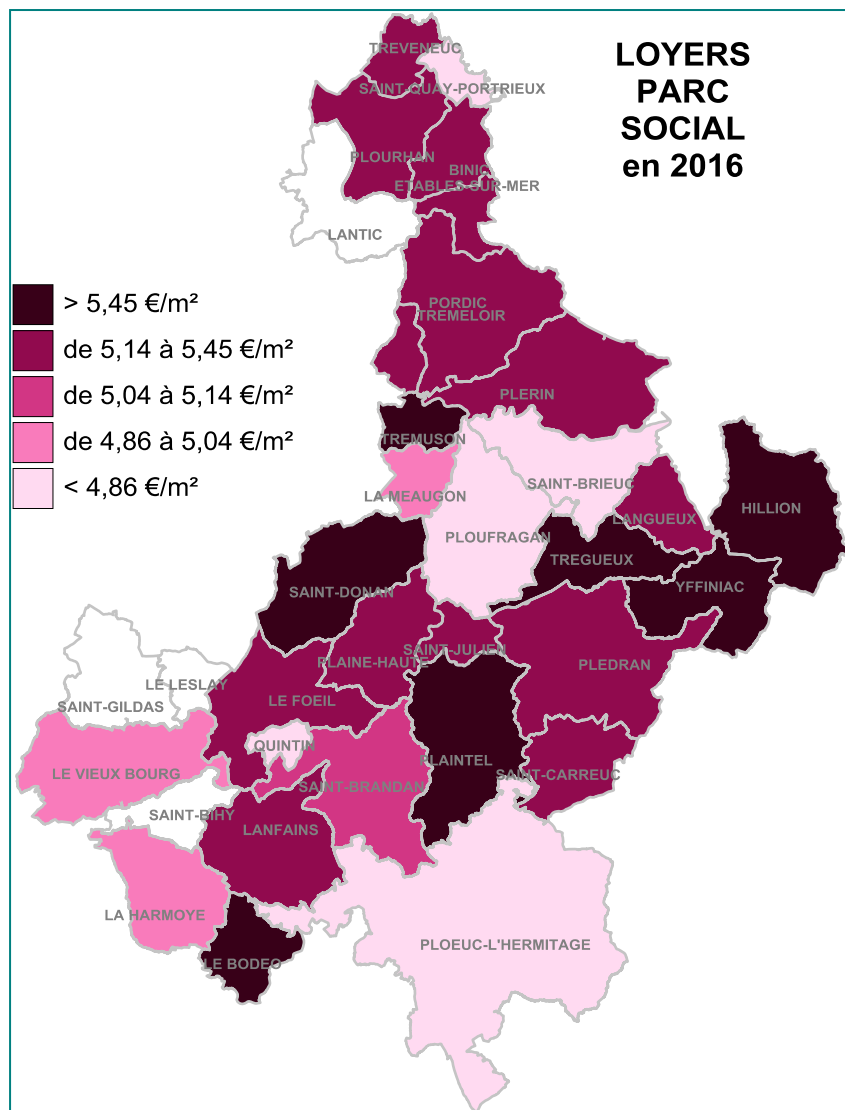 LOYERS
PARC
SOCIAL
en 2016
TREVENEUC
SAINT-QUAY-PORTRIEUX
PLOURHAN
BINIC
ETABLES-SUR-MER
LANTIC
> 5,45 €/m²
de 5,14 à 5,45 €/m²
de 5,04 à 5,14 €/m²
de 4,86 à 5,04 €/m²
< 4,86 €/m²
PORDIC
TREMELOIR
PLERIN
TREMUSON
LA MEAUGON
SAINT-BRIEUC
PLOUFRAGAN
LANGUEUX
HILLION
TREGUEUX
YFFINIAC
SAINT-DONAN
SAINT-JULIEN
PLAINE-HAUTE
PLEDRAN
LE LESLAY
SAINT-GILDAS
LE FOEIL
QUINTIN
LE VIEUX BOURG
SAINT-BRANDAN
PLAINTEL
SAINT-CARREUC
SAINT-BIHY
LANFAINS
LA HARMOYE
LE BODEO
PLOEUC-L'HERMITAGE